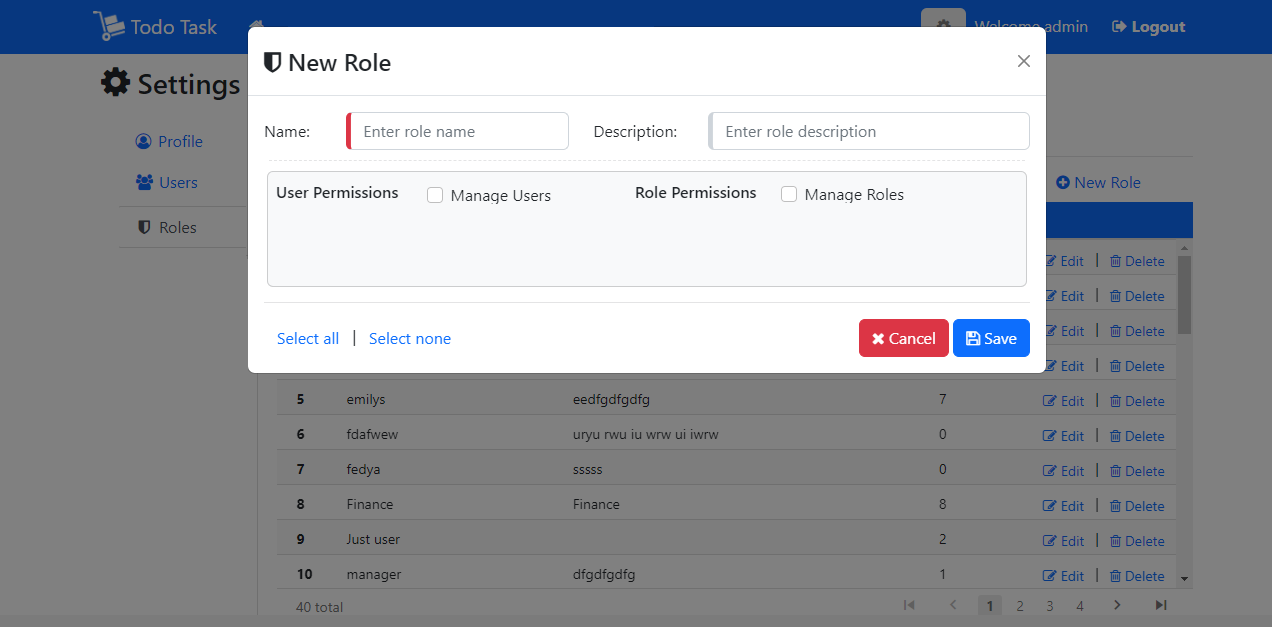 Todo Task
Welcome admin
Logout
Settings
New Role
Name:
Enter role name
Description:
Enter role description
Profile
Users
Roles
User Permissions
Manage Users
Role Permissions
Manage Roles
New Role
Edit | Delete
Edit | Delete
Edit | Delete
Select all | Select none
Cancel
Save
Edit | Delete
5 emilys eedfgdfgdfg 7 Edit | Delete
6 fdafwew uryu rwu iu wrw ui iwrw 0 Edit | Delete
7 fedya sssss 0 Edit | Delete
8 Finance Finance 8 Edit | Delete
9 Just user 2 Edit | Delete
10 manager dfgdfgdfg 1 Edit | Delete
40 total
1 2 3 4